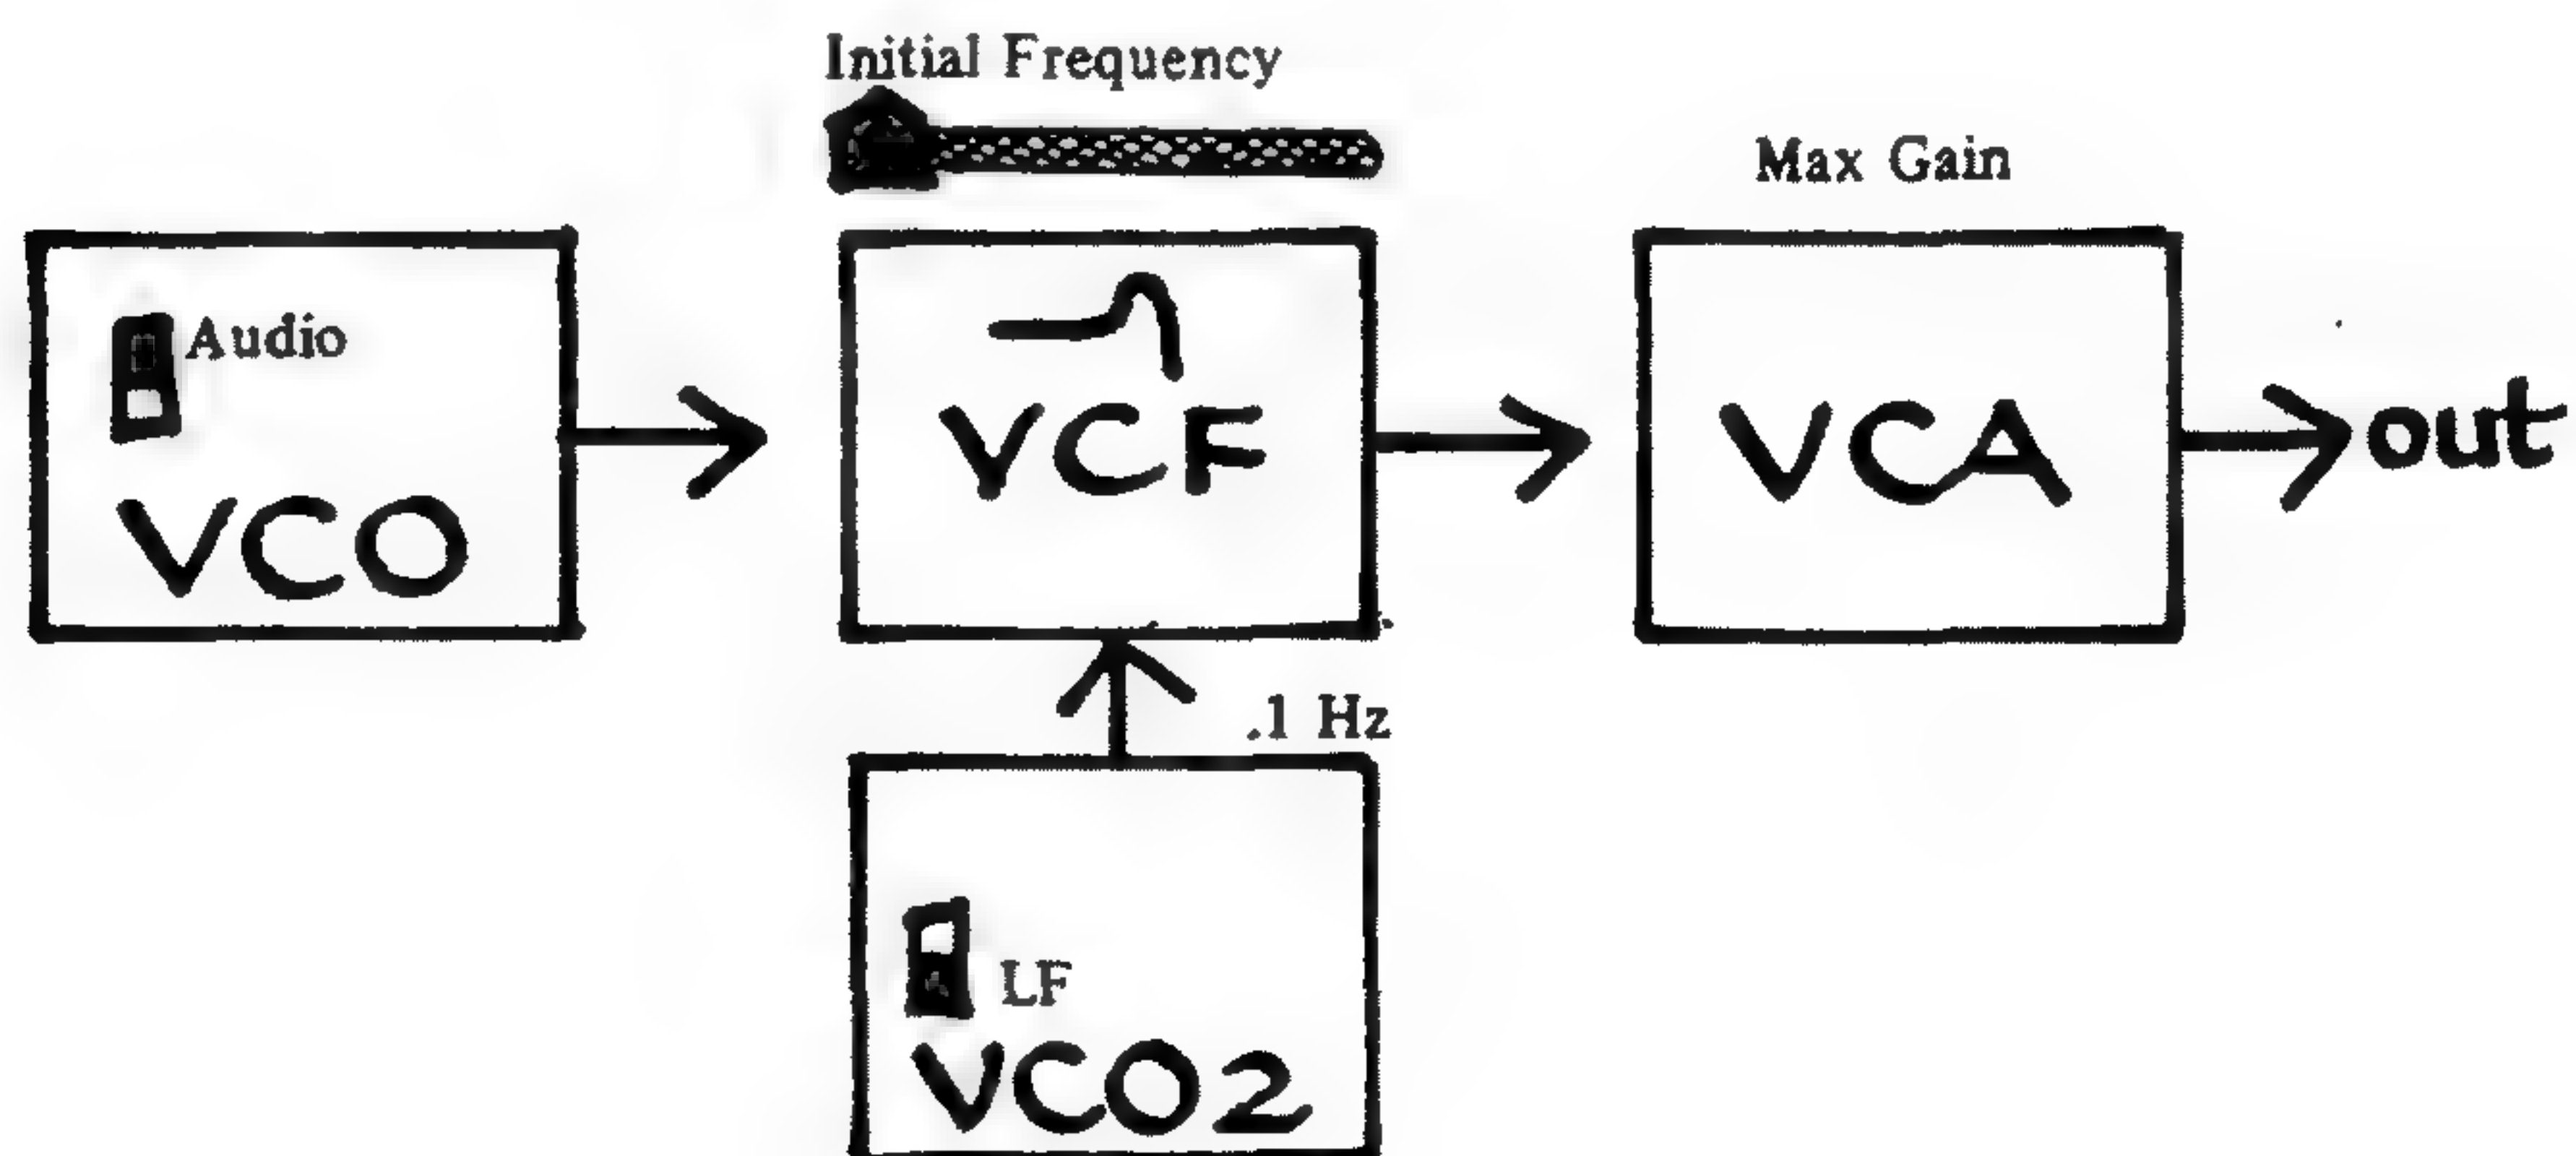 Initial Frequency
Max Gain
Audio
VCO
VCF
VCA
out
.1 Hz
LF
VCO2